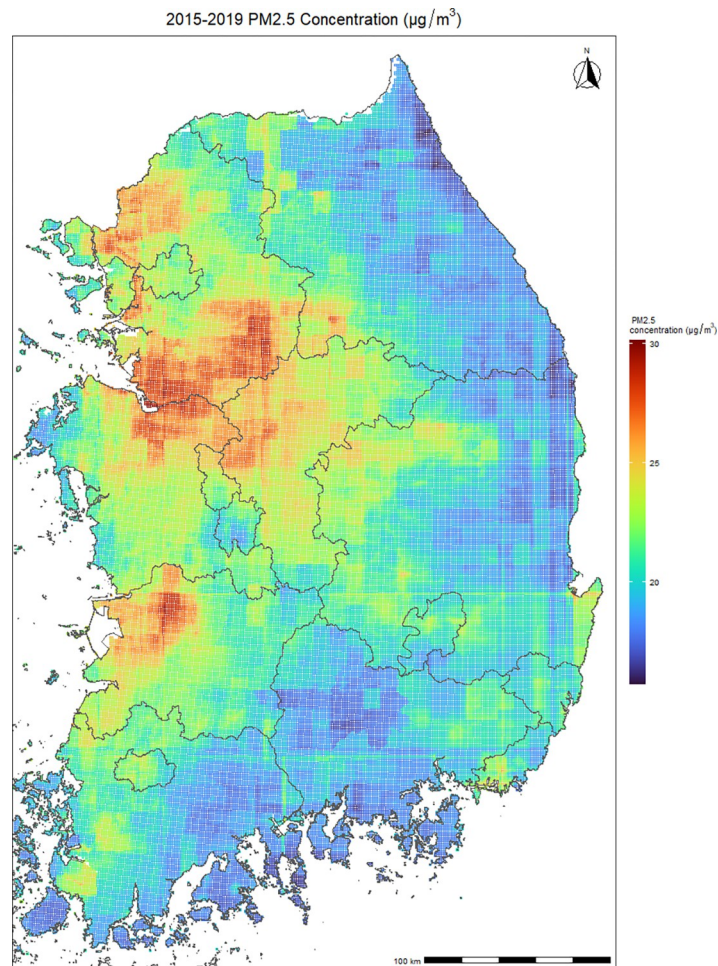 2015-2019 PM2.5 Concentration (µg/m³)
N
PM2.5
concentration (µg/m³)
30
25
20
100 km